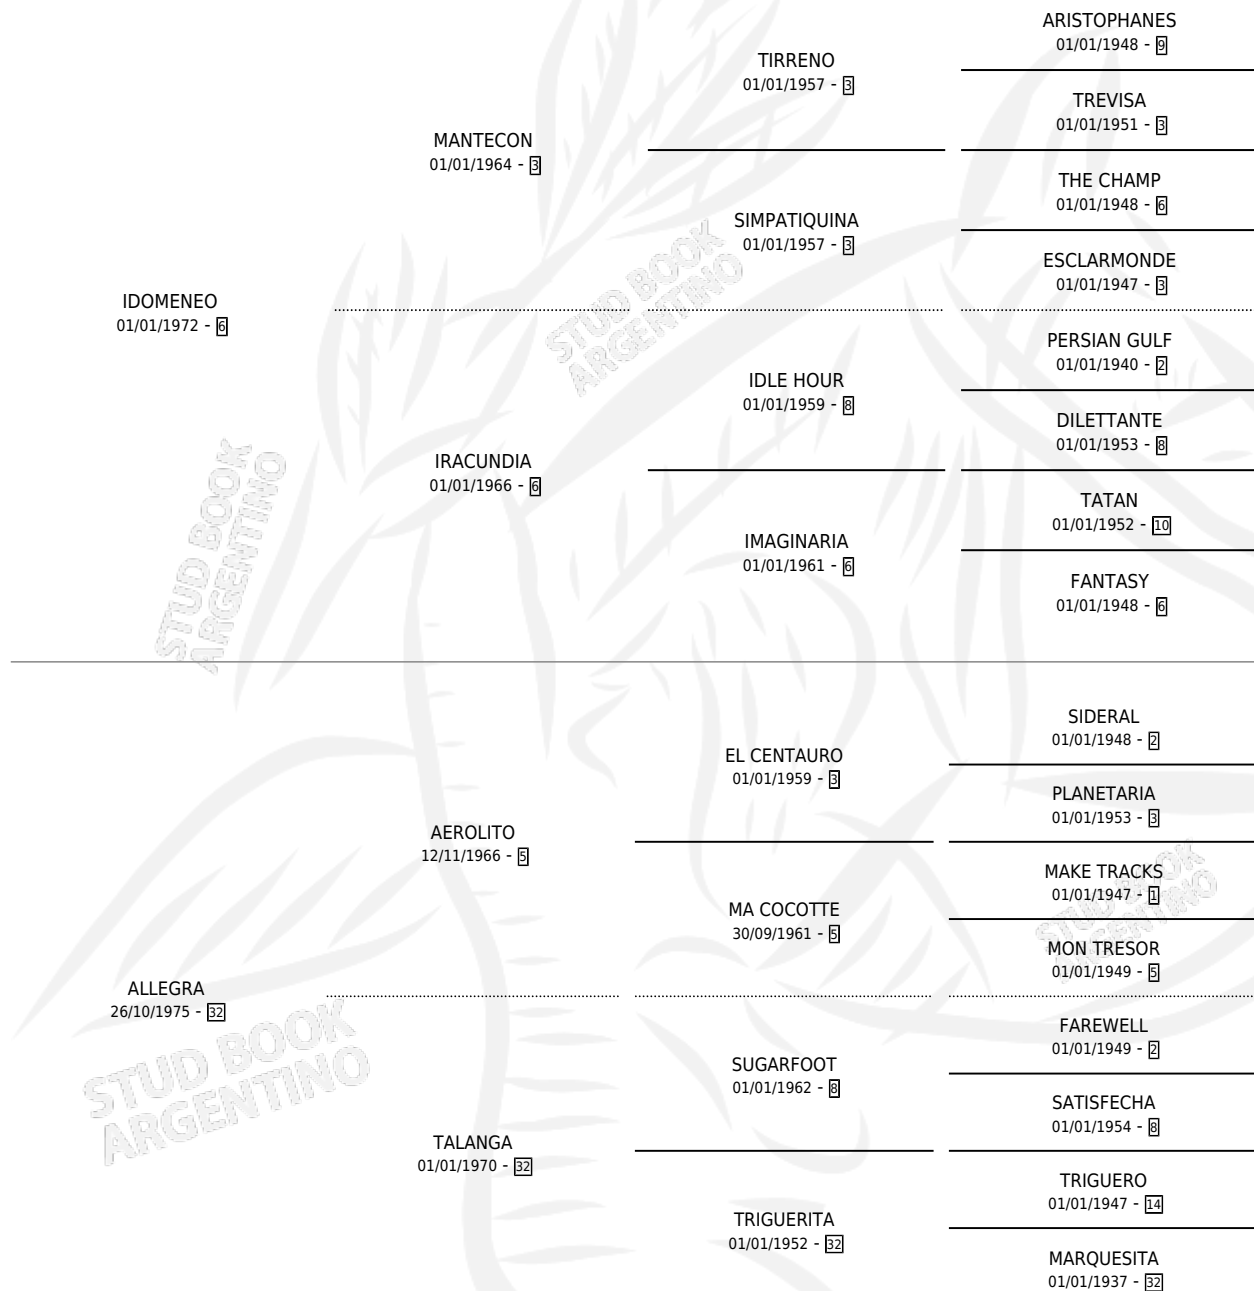 ARISTOPHANES
01/01/1948 - 9
TIRRENO
01/01/1957 - 3
TREVISA
01/01/1951 - 3
MANTECON
01/01/1964 - 3
THE CHAMP
01/01/1948 - 6
SIMPATIQUINA
01/01/1957 - 3
ESCLARMONDE
01/01/1947 - 3
IDOMENEO
01/01/1972 - 6
PERSIAN GULF
01/01/1940 - 2
IDLE HOUR
01/01/1959 - 8
DILETTANTE
01/01/1953 - 8
IRACUNDIA
01/01/1966 - 6
TATAN
01/01/1952 - 10
IMAGINARIA
01/01/1961 - 6
FANTASY
01/01/1948 - 6
SIDERAL
01/01/1948 - 2
EL CENTAURO
01/01/1959 - 3
PLANETARIA
01/01/1953 - 3
AEROLITO
12/11/1966 - 5
MAKE TRACKS
01/01/1947 - 1
MA COCOTTE
30/09/1961 - 5
MON TRESOR
01/01/1949 - 5
ALLEGRA
26/10/1975 - 32
FAREWELL
01/01/1949 - 2
SUGARFOOT
01/01/1962 - 8
SATISFECHA
01/01/1954 - 8
TALANGA
01/01/1970 - 32
TRIGUERO
01/01/1947 - 14
TRIGUERITA
01/01/1952 - 32
MARQUESITA
01/01/1937 - 32
STUD BOOK
ARGENTINO
STUD BOOK
ARGENTINO
STUD BOOK
ARGENTINO
STUD BOOK
ARGENTINO